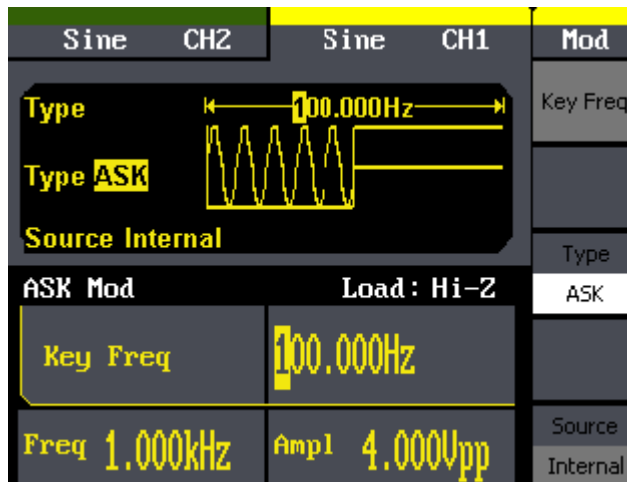 Sine CH2 Sine CH1 Mod
Type 100.000Hz Key Freq
Type ASK
Source Internal
Type
ASK Mod Load: Hi-Z ASK
Key Freq 100.000Hz
Source
Freq 1.000kHz Ampl 4.000Vpp Internal